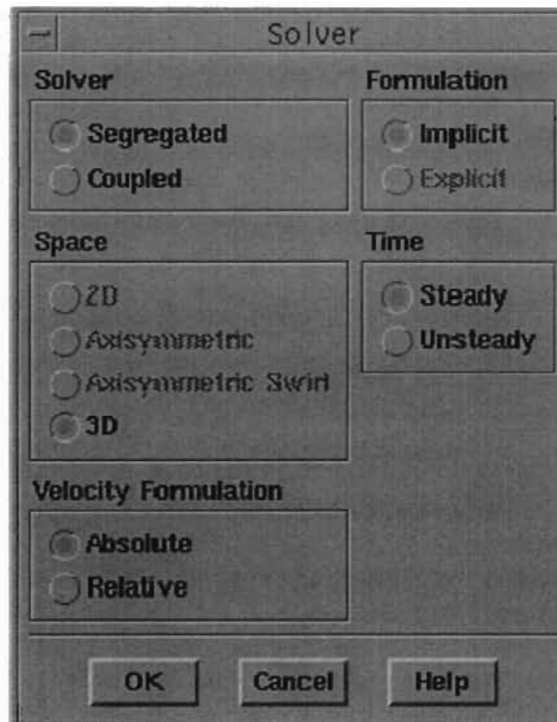 Solver
Solver
Segregated
Coupled
Formulation
Implicit
Explicit
Space
2D
Axisymmetric
Axisymmetric Swirl
3D
Time
Steady
Unsteady
Velocity Formulation
Absolute
Relative
OK
Cancel
Help